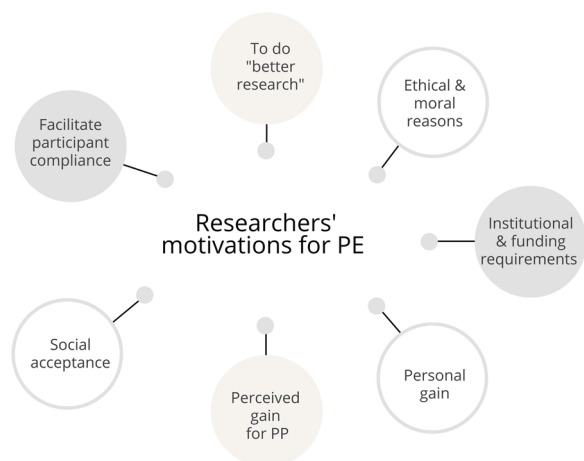 To do
"better
research"
Ethical &
moral
reasons
Facilitate
participant
compliance
Researchers'
motivations for PE
Institutional
& funding
requirements
Social
acceptance
Personal
gain
Perceived
gain
for PP